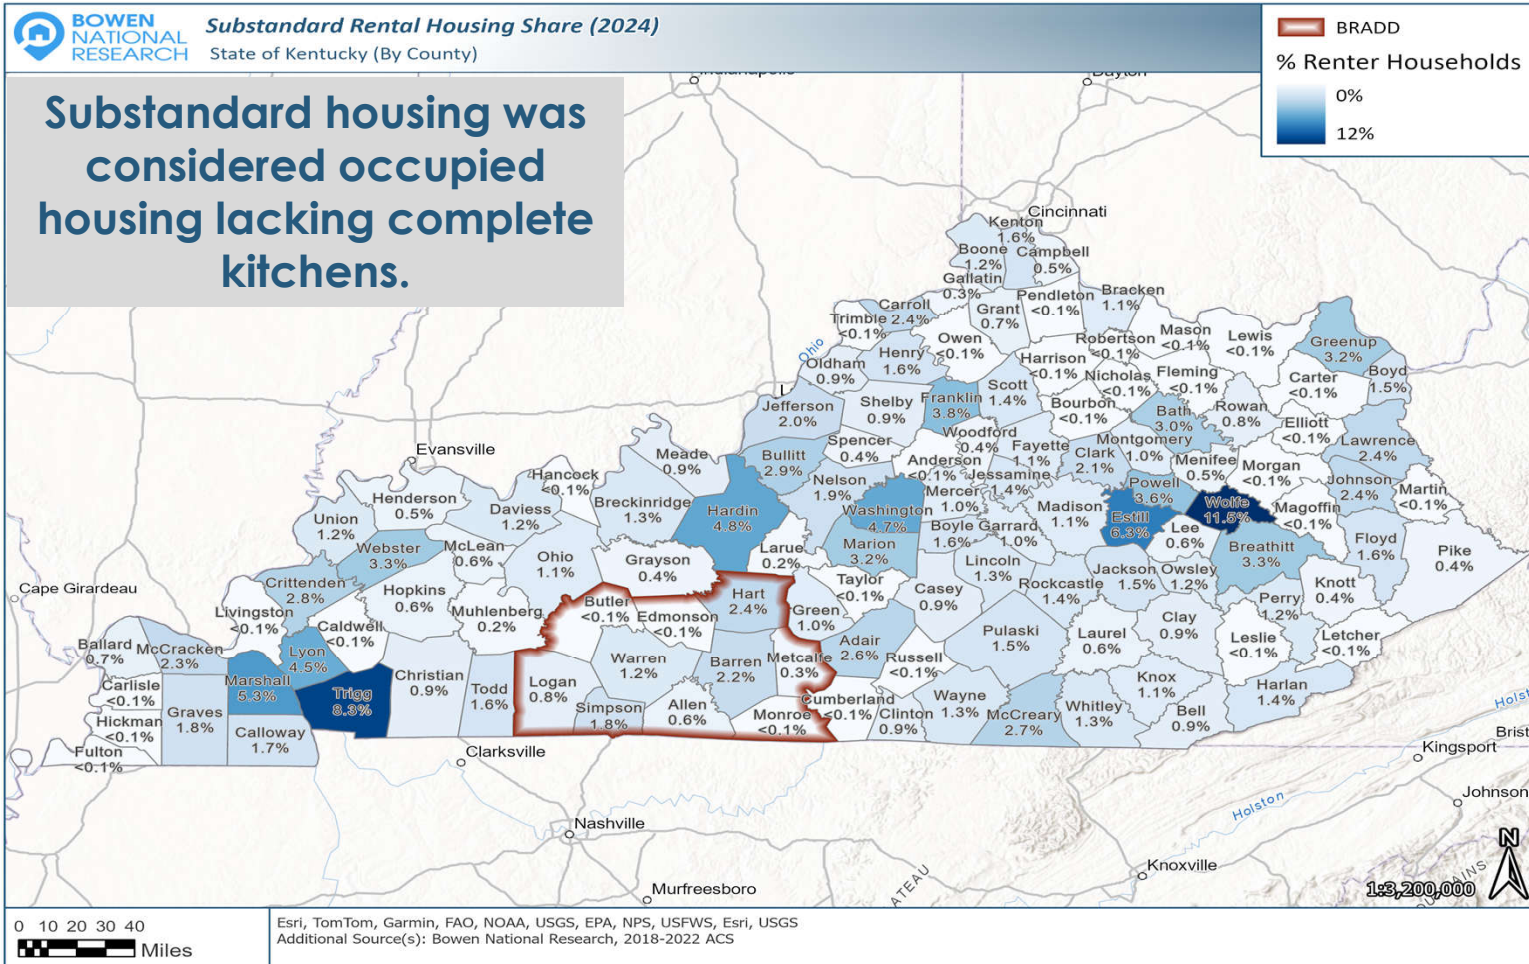 BOWEN
NATIONAL
RESEARCH
Substandard Rental Housing Share (2024)
State of Kentucky (By County)
BRADD
% Renter Households
0%
12%
Substandard housing was
considered occupied
housing lacking complete
kitchens.
Indianapolis
Dayton
Cincinnati
Kenton
1.6%
Boone
1.2%
Campbell
0.5%
Gallatin
0.3%
Pendleton
<0.1%
Bracken
1.1%
Carroll
2.4%
Grant
0.7%
Trimble
<0.1%
Owen
<0.1%
Robertson
<0.1%
Mason
<0.1%
Lewis
<0.1%
Greenup
3.2%
Ohio
Oldham
0.9%
Henry
1.6%
Harrison
<0.1%
Nicholas
<0.1%
Fleming
<0.1%
Carter
<0.1%
Boyd
1.5%
Jefferson
2.0%
Shelby
0.9%
Franklin
3.8%
Scott
1.4%
Bourbon
<0.1%
Bath
3.0%
Rowan
0.8%
Elliott
<0.1%
Evansville
Meade
0.9%
Bullitt
2.9%
Spencer
0.4%
Woodford
0.4%
Anderson
<0.1%
Fayette
1.1%
Clark
2.1%
Montgomery
1.0%
Menifee
0.5%
Morgan
<0.1%
Lawrence
2.4%
Hancock
<0.1%
Henderson
0.5%
Daviess
1.2%
Breckinridge
1.3%
Hardin
4.8%
Nelson
1.9%
Washington
4.7%
Mercer
1.0%
Jessamine
.4%
Madison
1.1%
Powell
3.6%
Estill
6.3%
Wolfe
11.5%
Magoffin
<0.1%
Johnson
2.4%
Martin
<0.1%
Union
1.2%
Webster
3.3%
McLean
0.6%
Ohio
1.1%
Grayson
0.4%
Larue
0.2%
Marion
3.2%
Boyle
1.6%
Garrard
1.0%
Lee
0.6%
Breathitt
3.3%
Floyd
1.6%
Pike
0.4%
Cape Girardeau
Crittenden
2.8%
Hopkins
0.6%
Muhlenberg
0.2%
Butler
<0.1%
Edmonson
<0.1%
Hart
2.4%
Green
1.0%
Taylor
<0.1%
Casey
0.9%
Lincoln
1.3%
Rockcastle
1.4%
Jackson
1.5%
Owsley
1.2%
Perry
1.2%
Knott
0.4%
Livingston
<0.1%
Caldwell
<0.1%
Ballard
0.7%
McCracken
2.3%
Lyon
4.5%
Marshall
5.3%
Trigg
8.3%
Christian
0.9%
Todd
1.6%
Logan
0.8%
Warren
1.2%
Barren
2.2%
Metcalfe
0.3%
Adair
2.6%
Russell
<0.1%
Pulaski
1.5%
Laurel
0.6%
Clay
0.9%
Leslie
<0.1%
Letcher
<0.1%
Carlisle
<0.1%
Graves
1.8%
Calloway
1.7%
Hickman
<0.1%
Fulton
<0.1%
Simpson
1.8%
Allen
0.6%
Monroe
<0.1%
Cumberland
<0.1%
Clinton
0.9%
Wayne
1.3%
McCreary
2.7%
Whitley
1.3%
Knox
1.1%
Bell
0.9%
Harlan
1.4%
Holst
Brist
Kingsport
Johnson
Holston
Clarksville
Nashville
Murfreesboro
Knoxville
ATEAU
AINS
N
1:3,200,000
0 10 20 30 40
Miles
Esri, TomTom, Garmin, FAO, NOAA, USGS, EPA, NPS, USFWS, Esri, USGS
Additional Source(s): Bowen National Research, 2018-2022 ACS